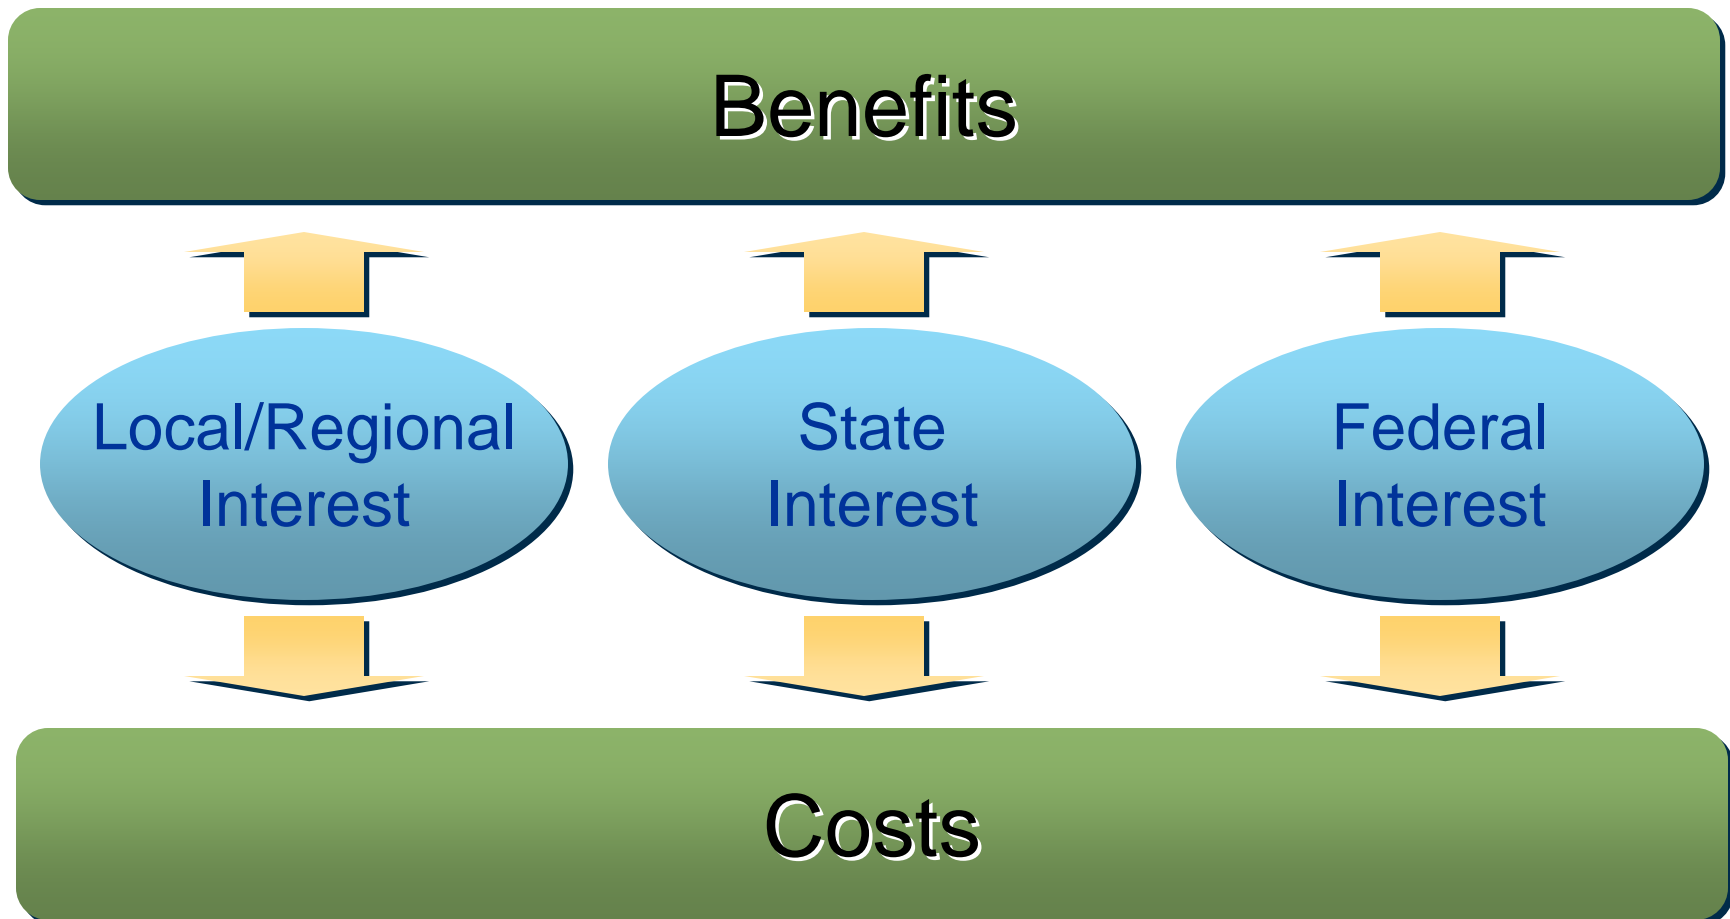 Benefits
Local/Regional
Interest
State
Interest
Federal
Interest
Costs